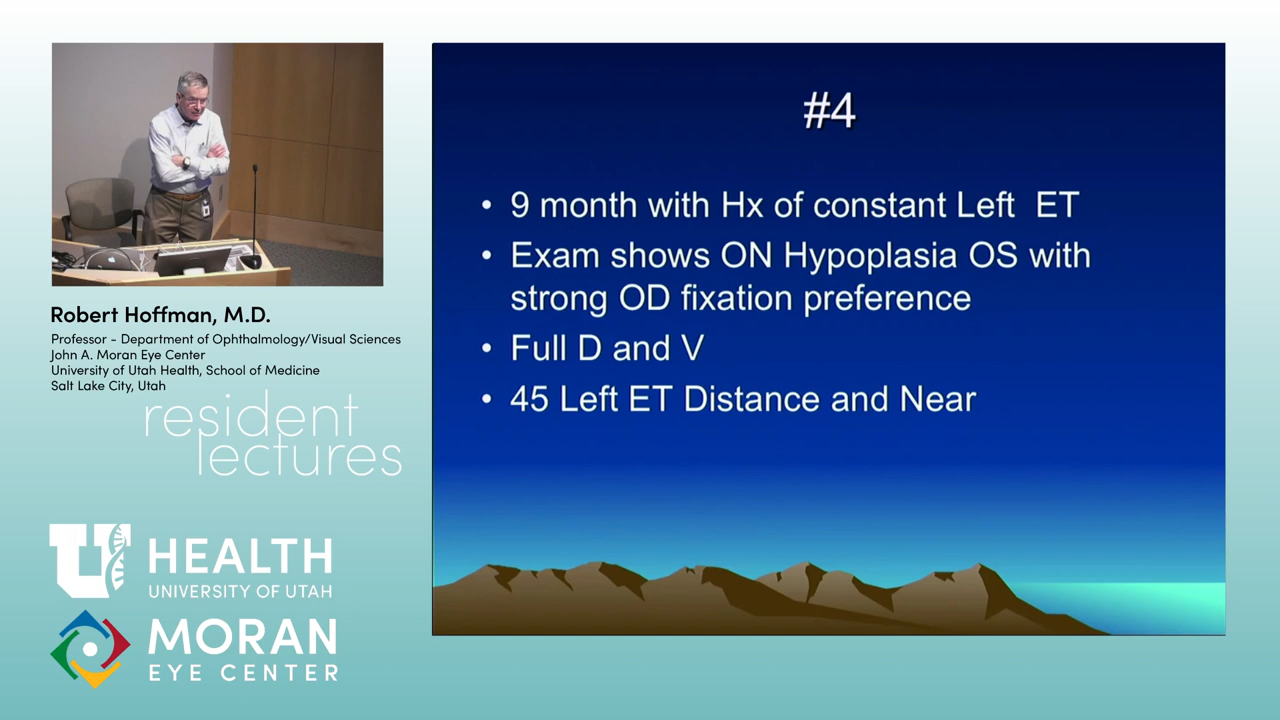 #4
• 9 month with Hx of constant Left ET
• Exam shows ON Hypoplasia OS with
strong OD fixation preference
• Full D and V
• 45 Left ET Distance and Near
Robert Hoffman, M.D.
Professor - Department of Ophthalmology/Visual Sciences
John A. Moran Eye Center
University of Utah Health, School of Medicine
Salt Lake City, Utah
resident
lectures
U HEALTH
UNIVERSITY OF UTAH
MORAN
EYE CENTER